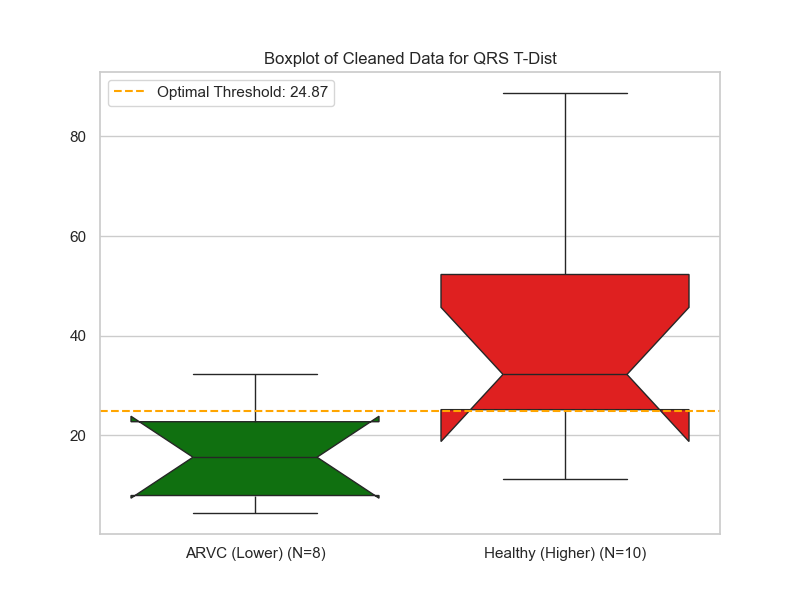 Boxplot of Cleaned Data for QRS T-Dist
Optimal Threshold: 24.87
80
60
40
20
ARVC (Lower) (N=8)
Healthy (Higher) (N=10)